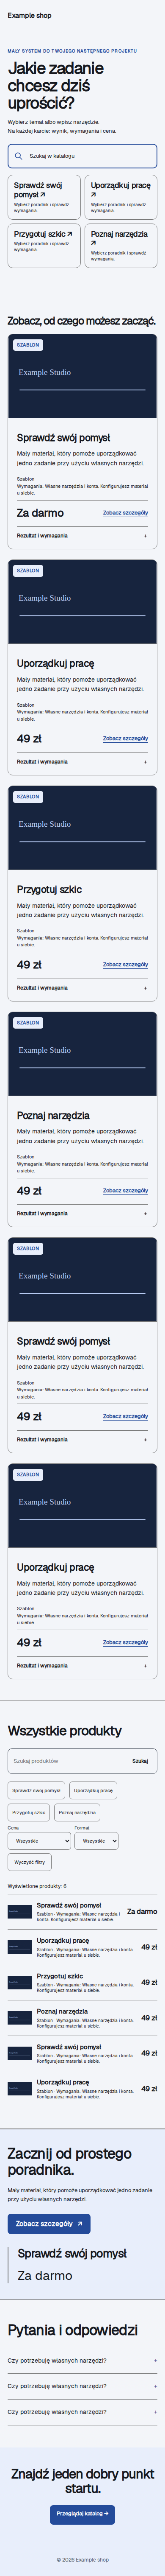 Example shop
MAŁY SYSTEM DO TWOJEGO NASTĘPNEGO PROJEKTU
Jakie zadanie
chcesz dziś
uprościć?
Wybierz temat albo wpisz narzędzie.
Na każdej karcie: wynik, wymagania i cena.
Szukaj w katalogu
Sprawdź swój
pomysł ↗
Wybierz poradnik i sprawdź
wymagania.
Uporządkuj pracę
↗
Wybierz poradnik i sprawdź
wymagania.
Przygotuj szkic ↗
Wybierz poradnik i sprawdź
wymagania.
Poznaj narzędzia
↗
Wybierz poradnik i sprawdź
wymagania.
Zobacz, od czego możesz zacząć.
SZABLON
Example Studio
Sprawdź swój pomysł
Mały materiał, który pomoże uporządkować
jedno zadanie przy użyciu własnych narzędzi.
Szablon
Wymagania: Własne narzędzia i konta. Konfigurujesz materiał
u siebie.
Za darmo
Zobacz szczegóły
Rezultat i wymagania +
SZABLON
Example Studio
Uporządkuj pracę
Mały materiał, który pomoże uporządkować
jedno zadanie przy użyciu własnych narzędzi.
Szablon
Wymagania: Własne narzędzia i konta. Konfigurujesz materiał
u siebie.
49 zł
Zobacz szczegóły
Rezultat i wymagania +
SZABLON
Example Studio
Przygotuj szkic
Mały materiał, który pomoże uporządkować
jedno zadanie przy użyciu własnych narzędzi.
Szablon
Wymagania: Własne narzędzia i konta. Konfigurujesz materiał
u siebie.
49 zł
Zobacz szczegóły
Rezultat i wymagania +
SZABLON
Example Studio
Poznaj narzędzia
Mały materiał, który pomoże uporządkować
jedno zadanie przy użyciu własnych narzędzi.
Szablon
Wymagania: Własne narzędzia i konta. Konfigurujesz materiał
u siebie.
49 zł
Zobacz szczegóły
Rezultat i wymagania +
SZABLON
Example Studio
Sprawdź swój pomysł
Mały materiał, który pomoże uporządkować
jedno zadanie przy użyciu własnych narzędzi.
Szablon
Wymagania: Własne narzędzia i konta. Konfigurujesz materiał
u siebie.
49 zł
Zobacz szczegóły
Rezultat i wymagania +
SZABLON
Example Studio
Uporządkuj pracę
Mały materiał, który pomoże uporządkować
jedno zadanie przy użyciu własnych narzędzi.
Szablon
Wymagania: Własne narzędzia i konta. Konfigurujesz materiał
u siebie.
49 zł
Zobacz szczegóły
Rezultat i wymagania +
Wszystkie produkty
Szukaj produktów
Szukaj
Sprawdź swój pomysł
Uporządkuj pracę
Przygotuj szkic
Poznaj narzędzia
Cena
Format
Wszystkie
Wszystkie
Wyczyść filtry
Wyświetlone produkty: 6
Sprawdź swój pomysł
Szablon · Wymagania: Własne narzędzia i
konta. Konfigurujesz materiał u siebie.
Za darmo
Uporządkuj pracę
Szablon · Wymagania: Własne narzędzia i konta.
Konfigurujesz materiał u siebie.
49 zł
Przygotuj szkic
Szablon · Wymagania: Własne narzędzia i konta.
Konfigurujesz materiał u siebie.
49 zł
Poznaj narzędzia
Szablon · Wymagania: Własne narzędzia i konta.
Konfigurujesz materiał u siebie.
49 zł
Sprawdź swój pomysł
Szablon · Wymagania: Własne narzędzia i konta.
Konfigurujesz materiał u siebie.
49 zł
Uporządkuj pracę
Szablon · Wymagania: Własne narzędzia i konta.
Konfigurujesz materiał u siebie.
49 zł
Zacznij od prostego
poradnika.
Mały materiał, który pomoże uporządkować jedno zadanie
przy użyciu własnych narzędzi.
Zobacz szczegóły ↗
Sprawdź swój pomysł
Za darmo
Pytania i odpowiedzi
Czy potrzebuję własnych narzędzi? +
Czy potrzebuję własnych narzędzi? +
Czy potrzebuję własnych narzędzi? +
Znajdź jeden dobry punkt
startu.
Przeglądaj katalog →
© 2026 Example shop